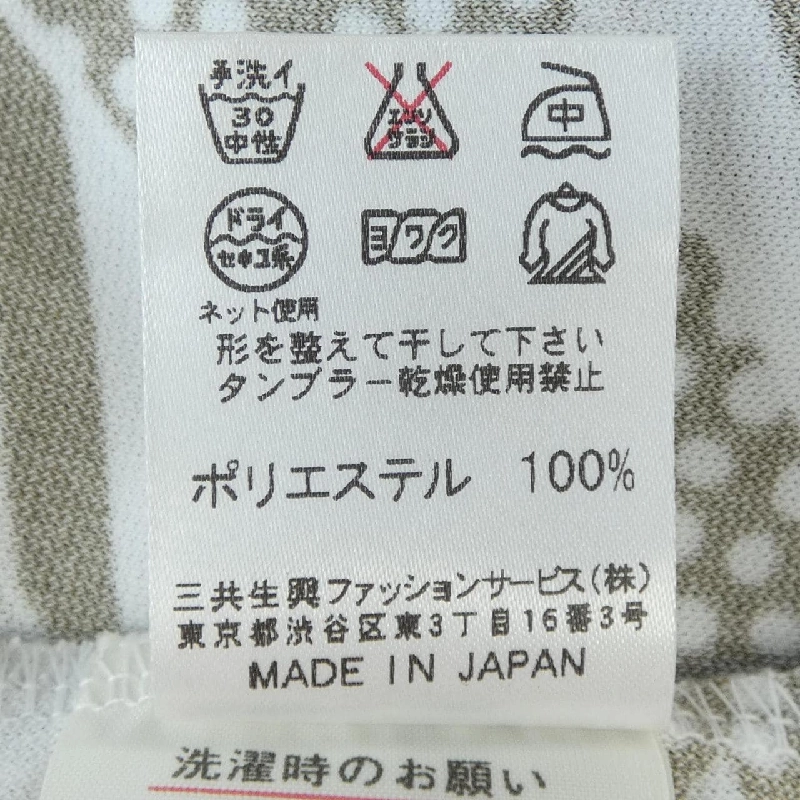 手洗イ
30
中性
エンソ
サラシ
中
ドライ
セキユ系
ヨワク
ネット使用
形を整えて干して下さい
タンブラー乾燥使用禁止
ポリエステル 100%
三共生興ファッションサービス(株)
東京都渋谷区東3丁目16番3号
MADE IN JAPAN
洗濯時のお願い